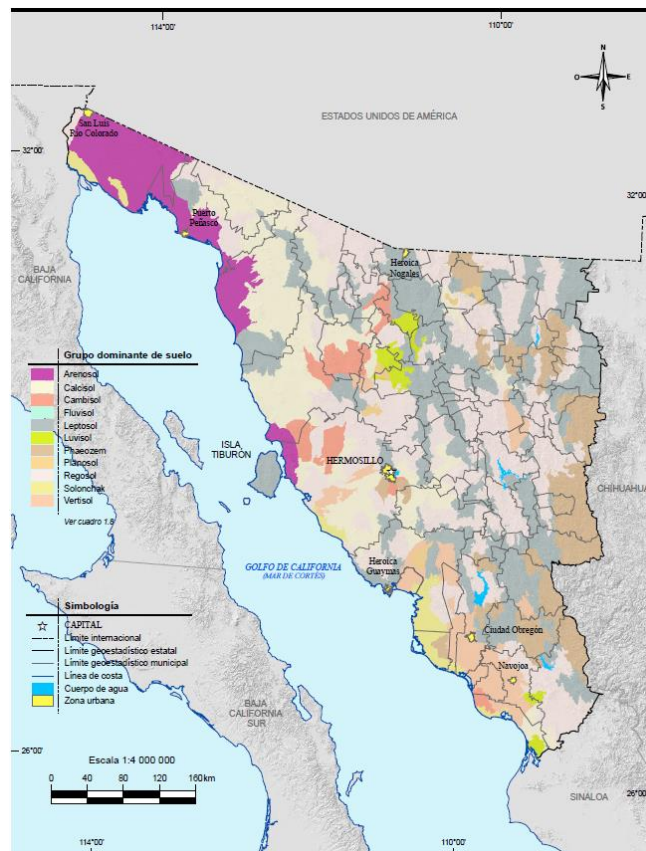 114°00'
110°00'
N
O
E
S
ESTADOS UNIDOS DE AMÉRICA
San Luis
Río Colorado
32°00'
32°00'
Puerto
Peñasco
Heroica
Nogales
BAJA
CALIFORNIA
Grupo dominante de suelo
Arenosol
Calcisol
Cambisol
Fluvisol
Leptosol
Luvisol
Phaeozem
Planosol
Regosol
Solonchak
Vertisol
Ver cuadro 1.8
ISLA
TIBURÓN
HERMOSILLO
CHIHUAHUA
GOLFO DE CALIFORNIA
(MAR DE CORTÉS)
Heroica
Guaymas
Ciudad Obregón
Navojoa
Simbología
CAPITAL
Límite internacional
Límite geoestadístico estatal
Límite geoestadístico municipal
Línea de costa
Cuerpo de agua
Zona urbana
BAJA
CALIFORNIA
SUR
26°00'
Escala 1:4 000 000
0 40 80 120 160km
SINALOA
26°00'
114°00'
110°00'